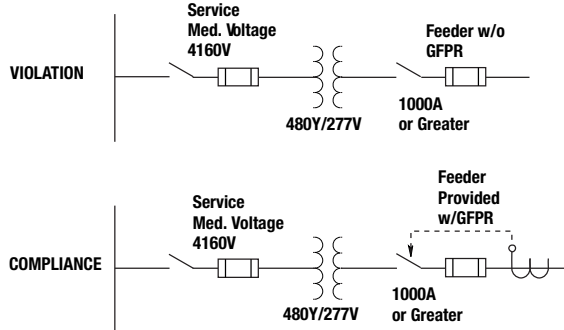 Service
Med. Voltage
4160V
Feeder w/o
GFPR
VIOLATION
480Y/277V
1000A
or Greater
Service
Med. Voltage
4160V
Feeder
Provided
w/GFPR
COMPLIANCE
480Y/277V
1000A
or Greater